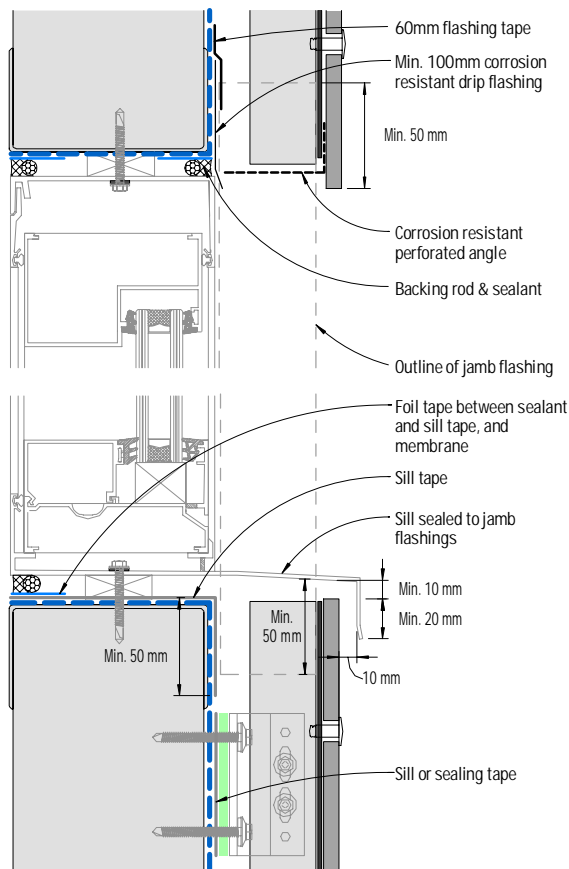 60mm flashing tape
Min. 100mm corrosion
resistant drip flashing
Min. 50 mm
Corrosion resistant
perforated angle
Backing rod & sealant
Outline of jamb flashing
Foil tape between sealant
and sill tape, and
membrane
Sill tape
Sill sealed to jamb
flashings
Min. 10 mm
Min. 20 mm
Min.
50 mm
Min. 50 mm
10 mm
Sill or sealing tape